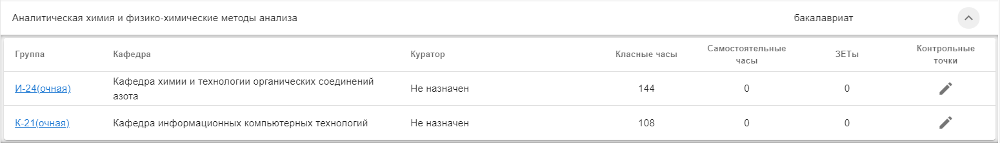 Аналитическая химия и физико-химические методы анализа бакалавриат
Группа Кафедра Куратор Класные часы Самостоятельные часы ЗЕТы Контрольные точки
И-24(очная) Кафедра химии и технологии органических соединений азота Не назначен 144 0 0
К-21(очная) Кафедра информационных компьютерных технологий Не назначен 108 0 0